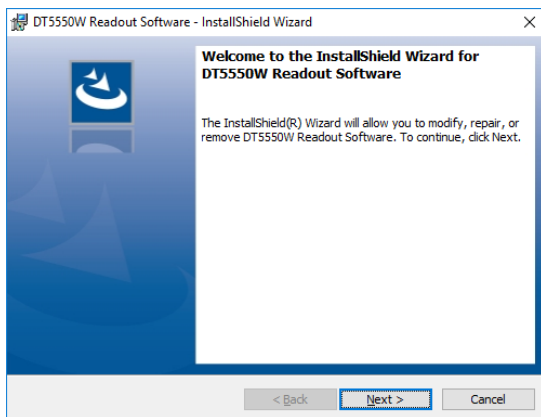 DT5550W Readout Software - InstallShield Wizard
Welcome to the InstallShield Wizard for
DT5550W Readout Software
The InstallShield(R) Wizard will allow you to modify, repair, or
remove DT5550W Readout Software. To continue, click Next.
< Back Next > Cancel